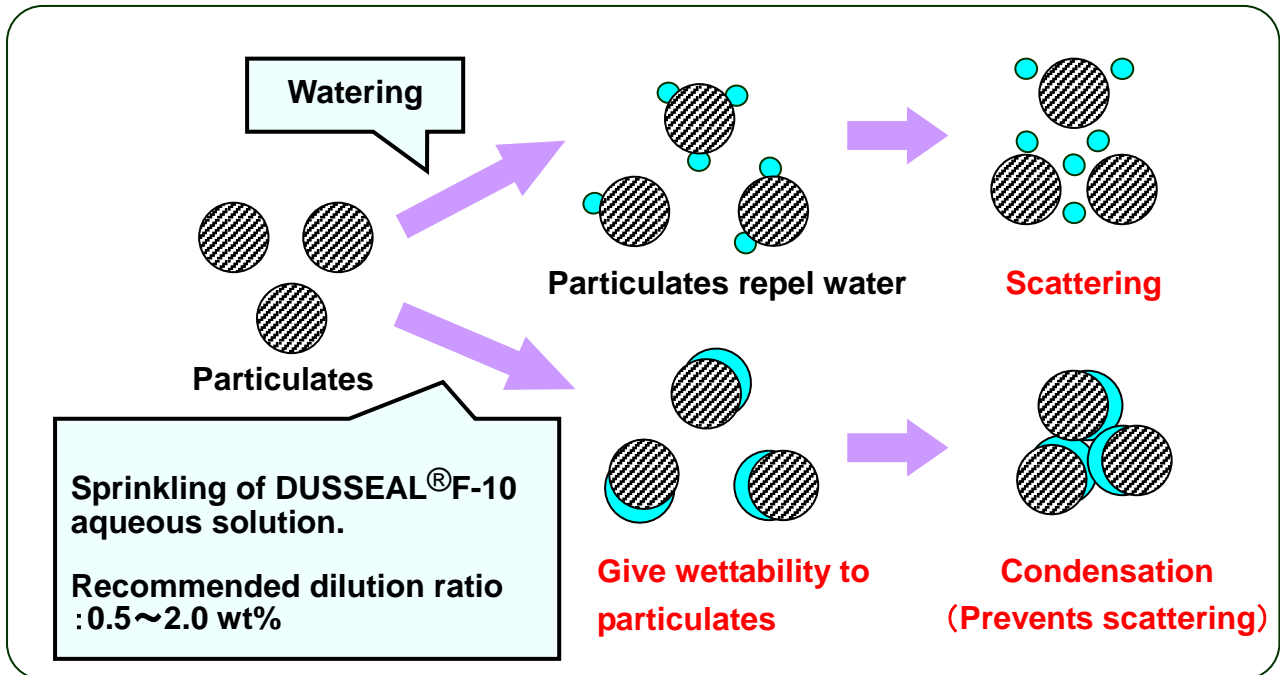 Watering
Particulates repel water
Scattering
Particulates
Sprinkling of DUSSEAL®F-10
aqueous solution.
Recommended dilution ratio
:0.5～2.0 wt%
Give wettability to
particulates
Condensation
（Prevents scattering）